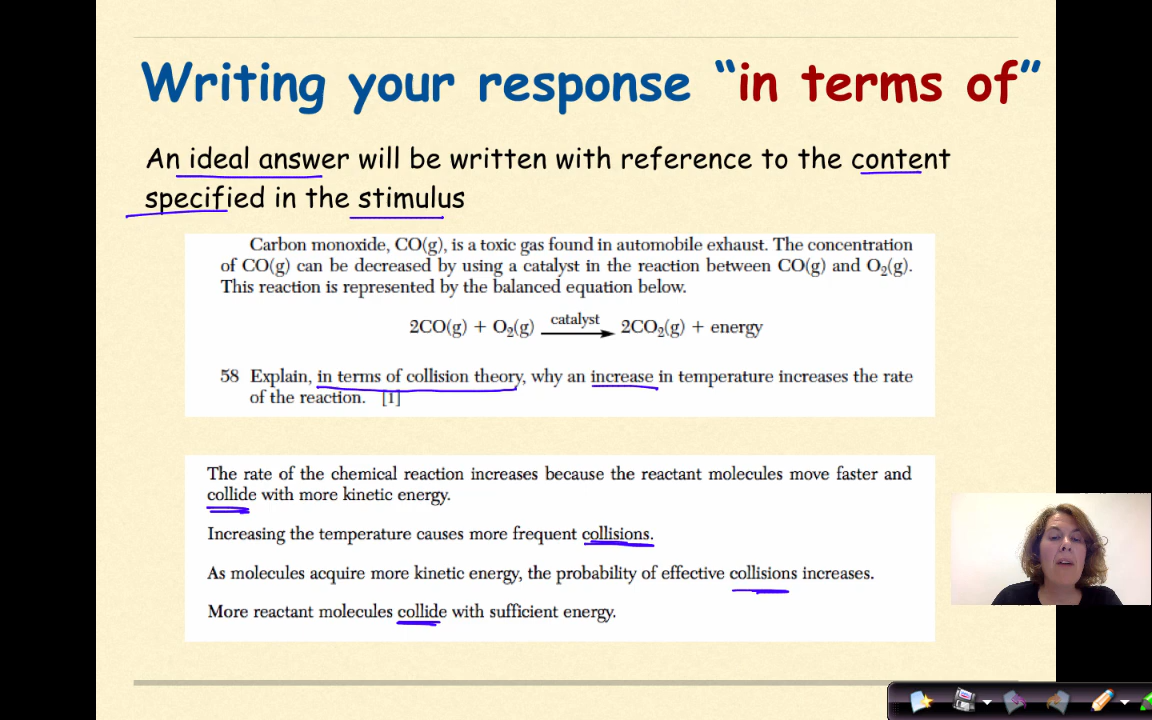 Writing your response “in terms of”
An ideal answer will be written with reference to the content
specified in the stimulus
Carbon monoxide, CO(g), is a toxic gas found in automobile exhaust. The concentration
of CO(g) can be decreased by using a catalyst in the reaction between CO(g) and O₂(g).
This reaction is represented by the balanced equation below.
catalyst
2CO(g) + O₂(g) ⟶ 2CO₂(g) + energy
58 Explain, in terms of collision theory, why an increase in temperature increases the rate
of the reaction. [1]
The rate of the chemical reaction increases because the reactant molecules move faster and
collide with more kinetic energy.
Increasing the temperature causes more frequent collisions.
As molecules acquire more kinetic energy, the probability of effective collisions increases.
More reactant molecules collide with sufficient energy.